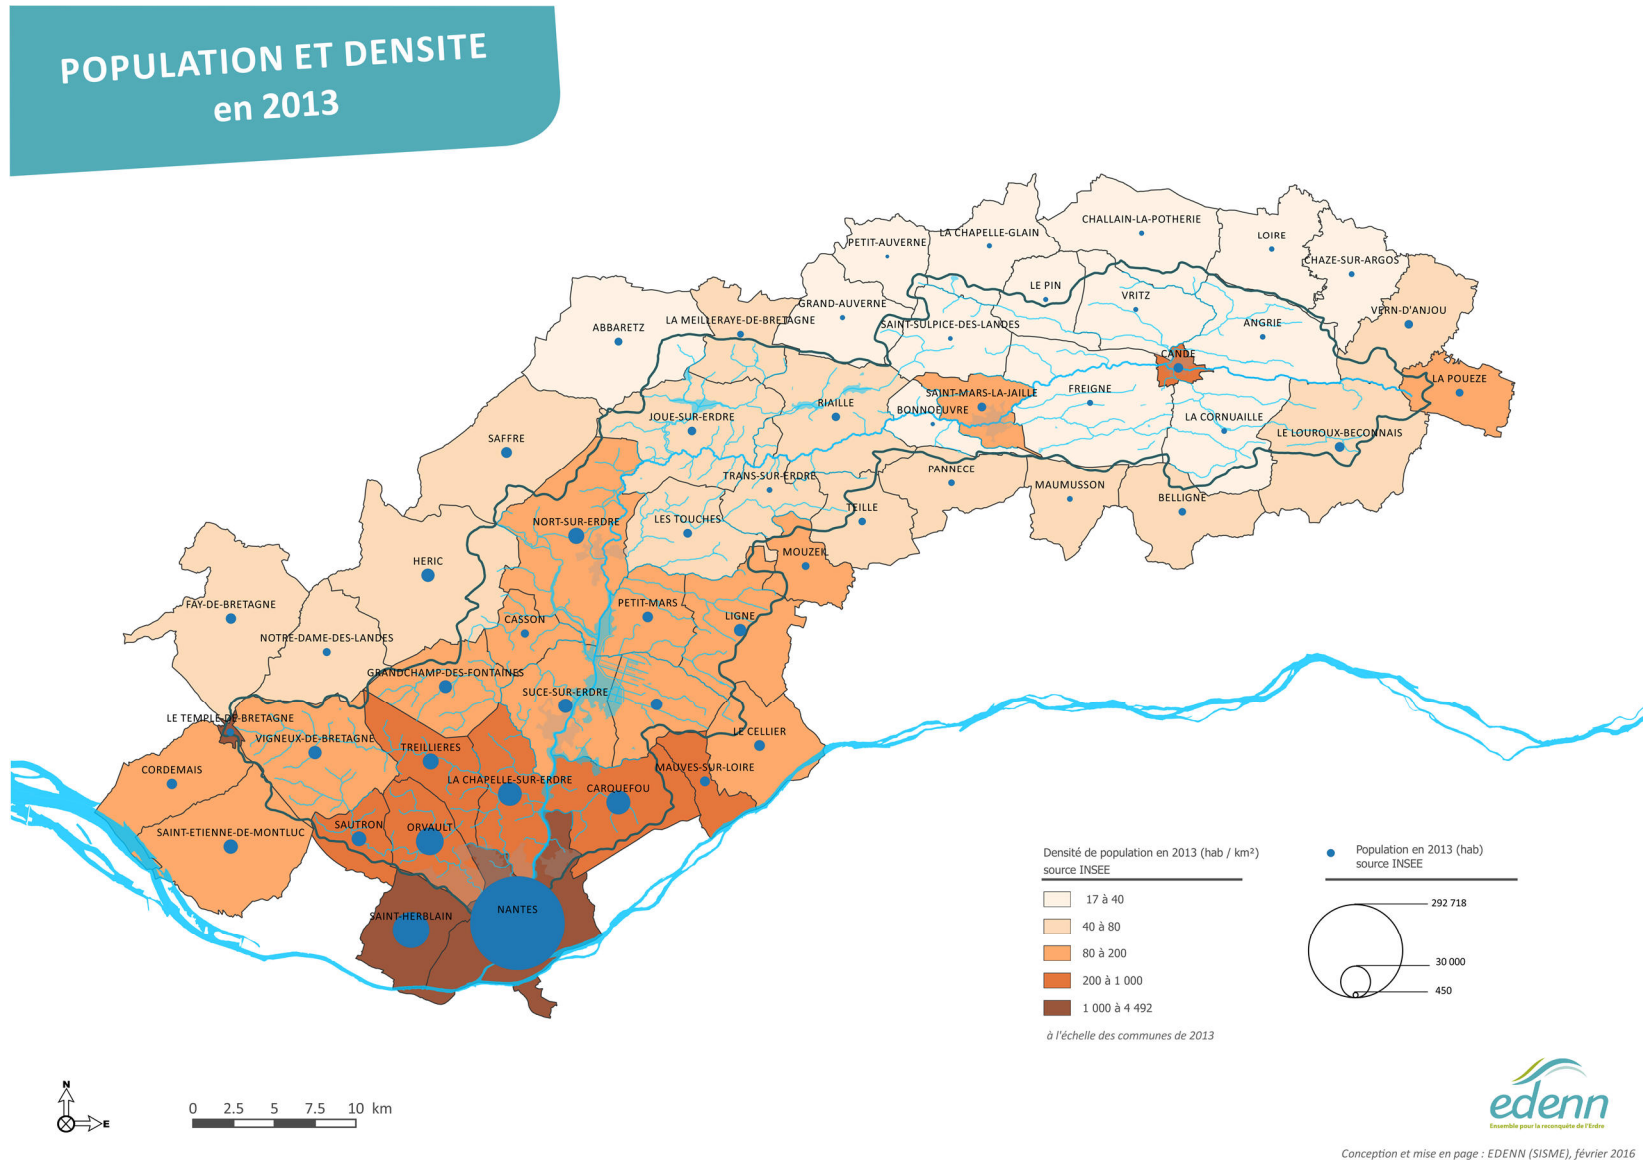 POPULATION ET DENSITE
en 2013
CHALLAIN-LA-POTHERIE
LA CHAPELLE-GLAIN
LOIRE
PETIT-AUVERNE
CHAZE-SUR-ARGOS
LE PIN
VRITZ
GRAND-AUVERNE
VERN-D'ANJOU
LA MEILLERAYE-DE-BRETAGNE
SAINT-SULPICE-DES-LANDES
ANGRIE
ABBARETZ
CANDE
LA POUEZE
FREIGNE
SAINT-MARS-LA-JAILLE
RIAILLE
BONNOEUVRE
JOUE-SUR-ERDRE
LA CORNUAILLE
LE LOUROUX-BECONNAIS
SAFFRE
PANNECE
TRANS-SUR-ERDRE
MAUMUSSON
BELLIGNE
TEILLE
NORT-SUR-ERDRE
LES TOUCHES
MOUZEIL
HERIC
FAY-DE-BRETAGNE
PETIT-MARS
LIGNE
CASSON
NOTRE-DAME-DES-LANDES
GRANDCHAMP-DES-FONTAINES
SUCE-SUR-ERDRE
LE TEMPLE-DE-BRETAGNE
LE CELLIER
VIGNEUX-DE-BRETAGNE
TREILLIERES
MAUVES-SUR-LOIRE
CORDEMAIS
LA CHAPELLE-SUR-ERDRE
CARQUEFOU
SAUTRON
ORVAULT
SAINT-ETIENNE-DE-MONTLUC
NANTES
SAINT-HERBLAIN
Densité de population en 2013 (hab / km²)
source INSEE
17 à 40
40 à 80
80 à 200
200 à 1 000
1 000 à 4 492
à l'échelle des communes de 2013
Population en 2013 (hab)
source INSEE
292 718
30 000
450
N
E
0 2.5 5 7.5 10 km
edenn
Ensemble pour la reconquête de l'Erdre
Conception et mise en page : EDENN (SISME), février 2016